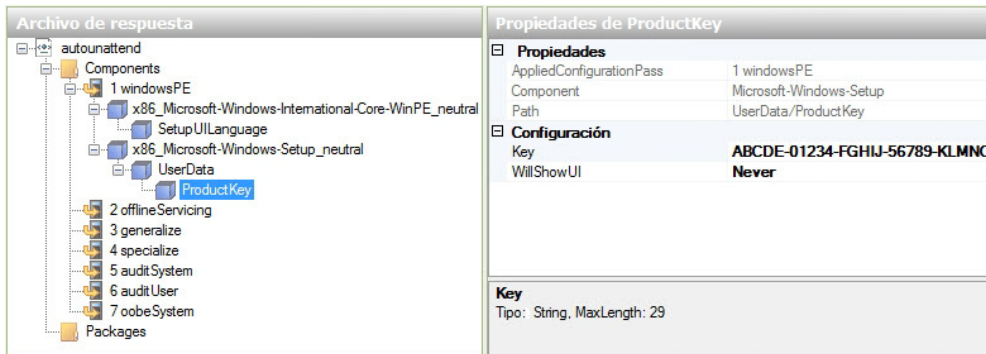 Archivo de respuesta
autounattend
Components
1 windowsPE
x86_Microsoft-Windows-International-Core-WinPE_neutral
SetupUILanguage
x86_Microsoft-Windows-Setup_neutral
UserData
ProductKey
2 offlineServicing
3 generalize
4 specialize
5 auditSystem
6 auditUser
7 oobeSystem
Packages
Propiedades de ProductKey
Propiedades
AppliedConfigurationPass 1 windowsPE
Component Microsoft-Windows-Setup
Path UserData/ProductKey
Configuración
Key ABCDE-01234-FGHIJ-56789-KLMNO
WillShowUI Never
Key
Tipo: String, MaxLength: 29